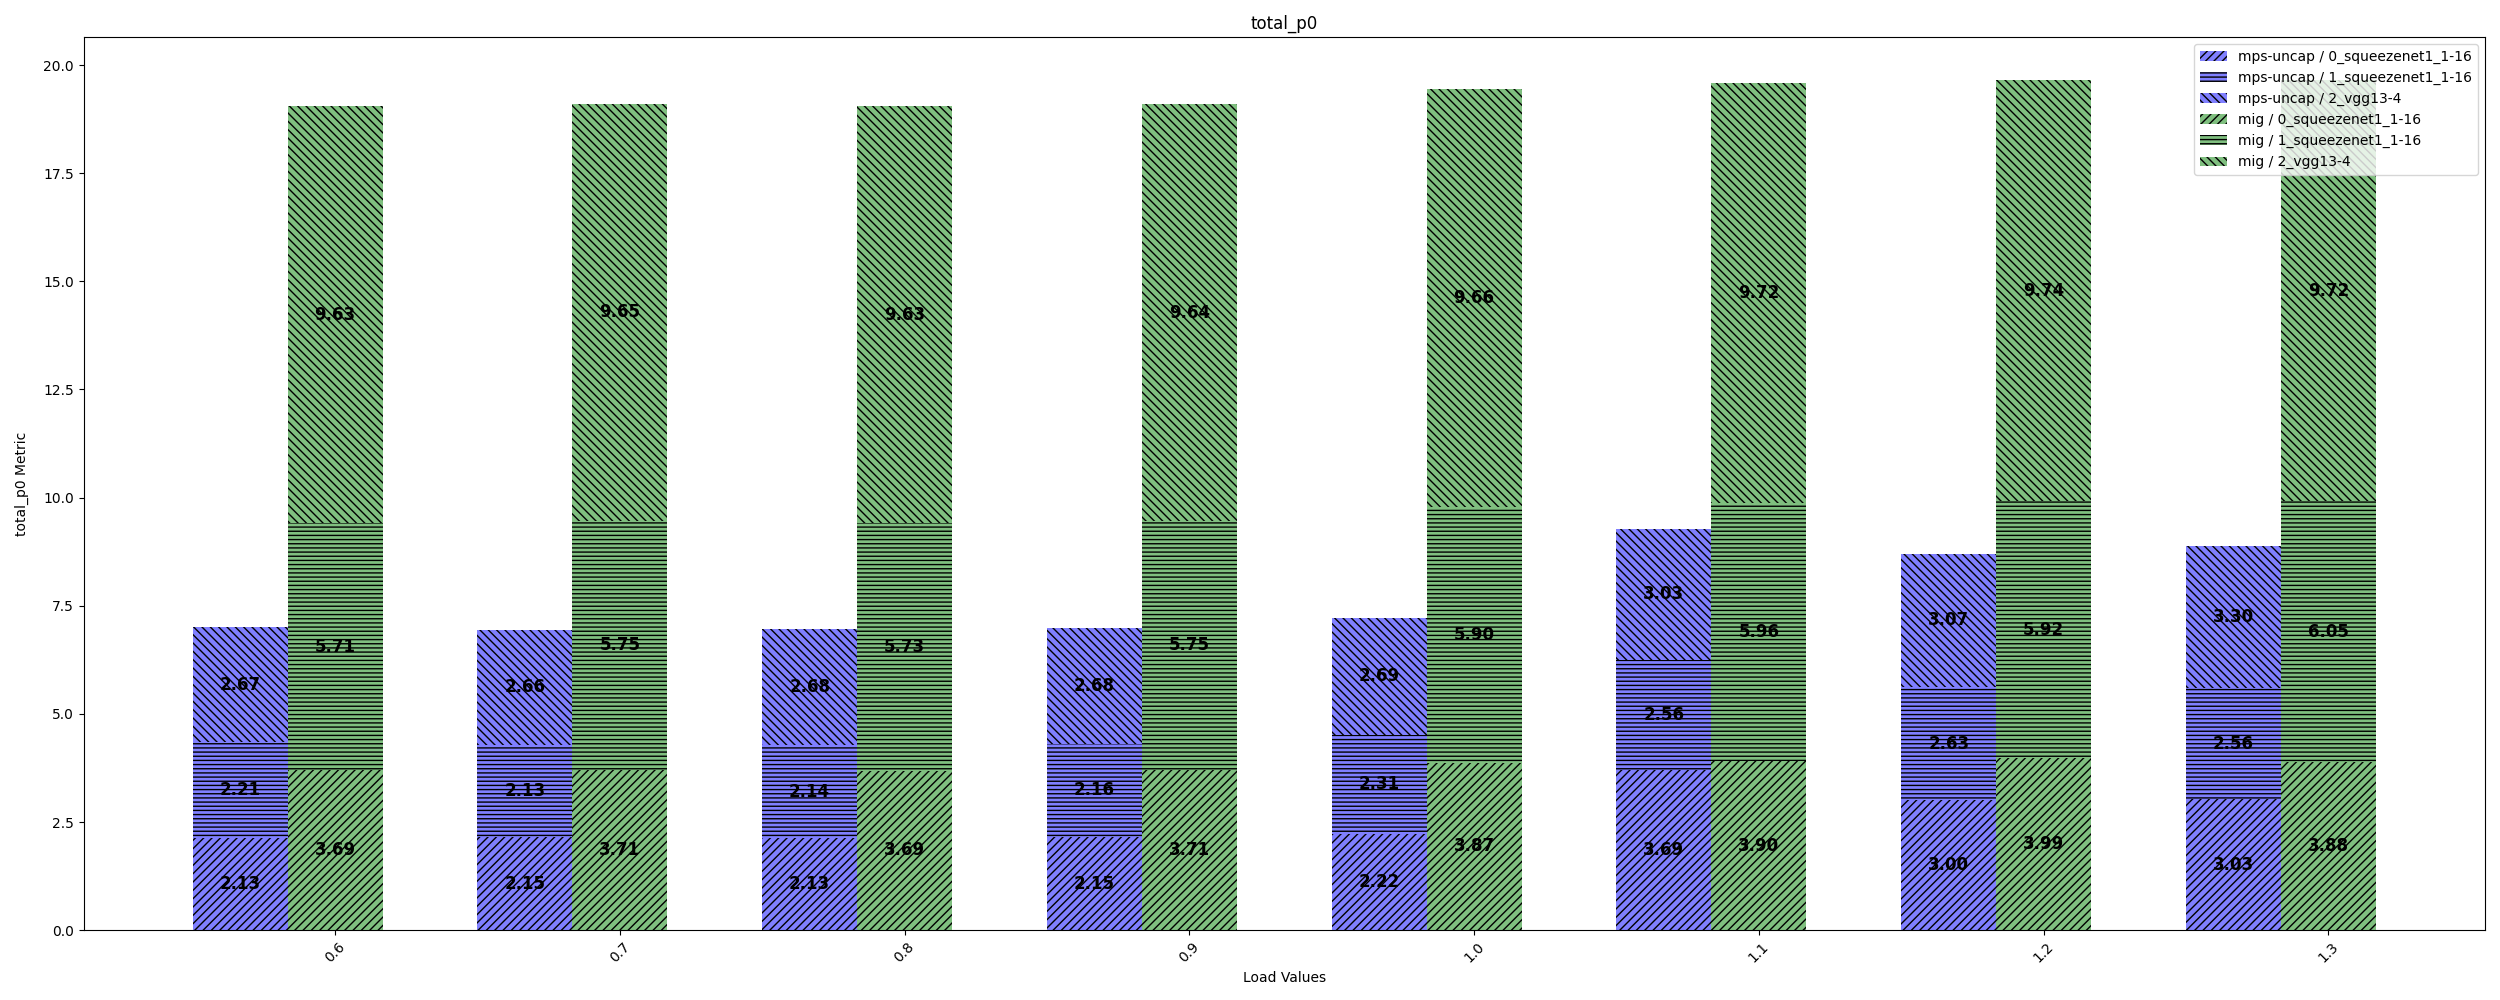 total_p0
mps-uncap / 0_squeezenet1_1-16
mps-uncap / 1_squeezenet1_1-16
mps-uncap / 2_vgg13-4
mig / 0_squeezenet1_1-16
mig / 1_squeezenet1_1-16
mig / 2_vgg13-4
total_p0 Metric
20.0
17.5
15.0
12.5
10.0
7.5
5.0
2.5
0.0
9.63 9.65 9.63 9.64 9.66 9.72 9.74 9.72
5.71 5.75 5.73 5.75 5.90 5.96 5.92 6.05
3.69 3.71 3.69 3.71 3.87 3.90 3.99 3.88
2.67 2.66 2.68 2.68 2.69 3.03 3.07 3.30
2.21 2.13 2.14 2.16 2.31 2.56 2.63 2.56
2.13 2.15 2.13 2.15 2.22 3.69 3.00 3.03
0.6 0.7 0.8 0.9 1.0 1.1 1.2 1.3
Load Values